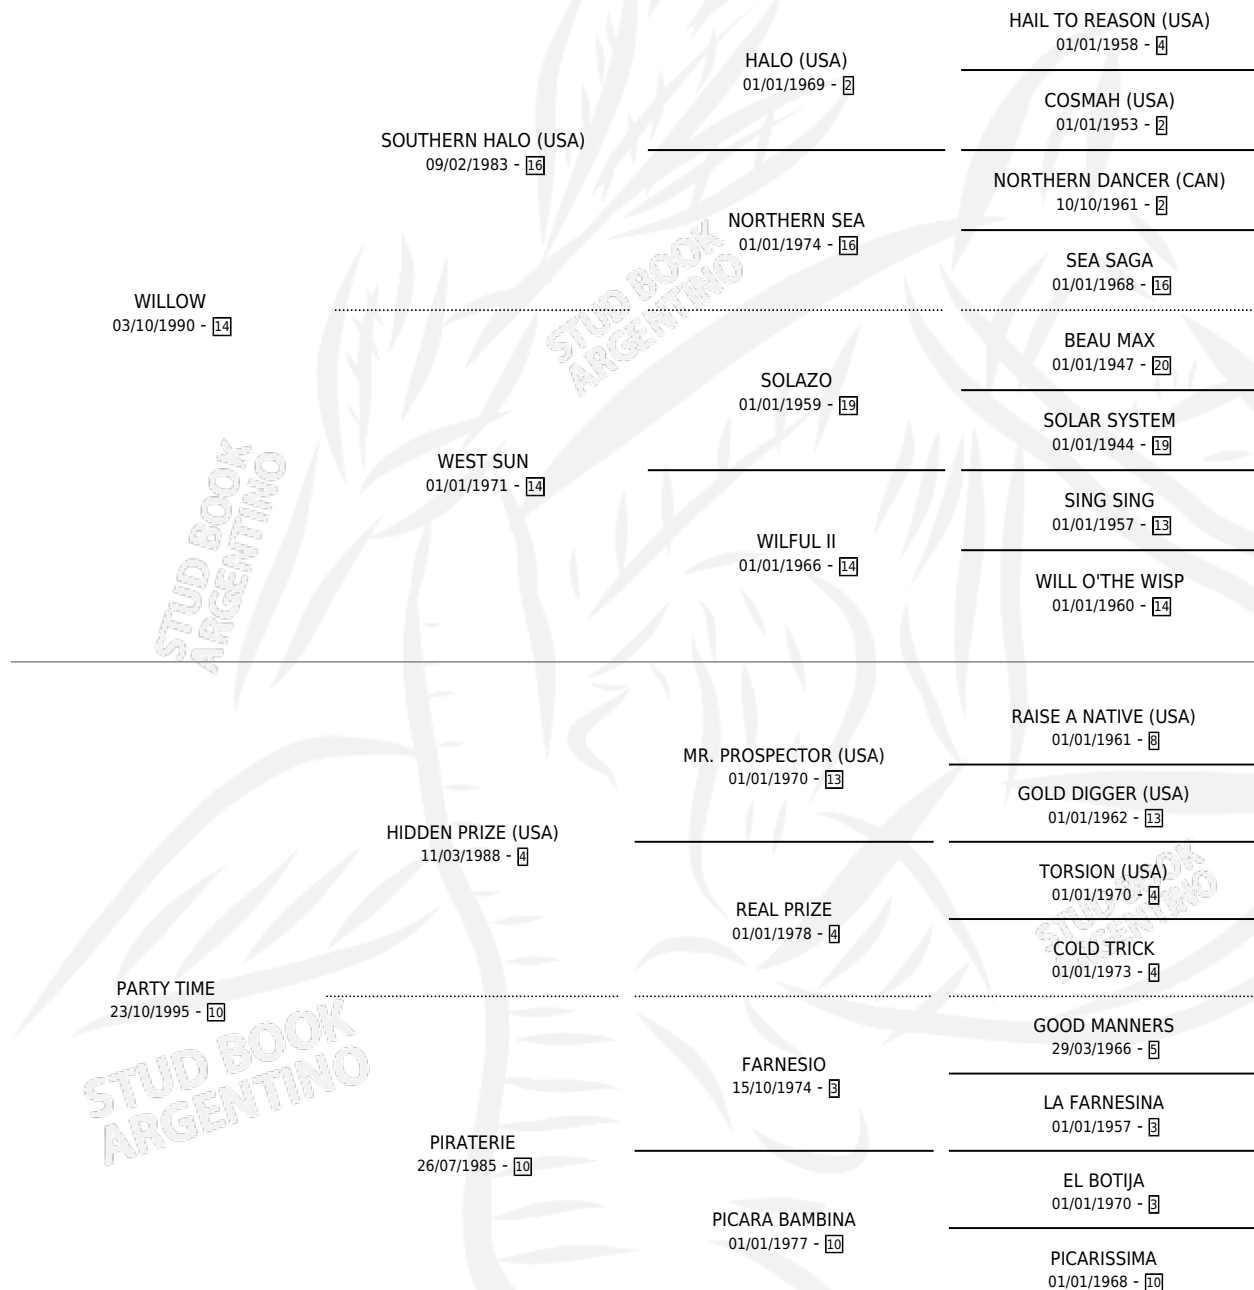 HAIL TO REASON (USA)
01/01/1958 - 4
HALO (USA)
01/01/1969 - 2
COSMAH (USA)
01/01/1953 - 2
SOUTHERN HALO (USA)
09/02/1983 - 16
NORTHERN DANCER (CAN)
10/10/1961 - 2
NORTHERN SEA
01/01/1974 - 16
SEA SAGA
01/01/1968 - 16
WILLOW
03/10/1990 - 14
BEAU MAX
01/01/1947 - 20
SOLAZO
01/01/1959 - 19
SOLAR SYSTEM
01/01/1944 - 19
WEST SUN
01/01/1971 - 14
SING SING
01/01/1957 - 13
WILFUL II
01/01/1966 - 14
WILL O'THE WISP
01/01/1960 - 14
RAISE A NATIVE (USA)
01/01/1961 - 8
MR. PROSPECTOR (USA)
01/01/1970 - 13
GOLD DIGGER (USA)
01/01/1962 - 13
HIDDEN PRIZE (USA)
11/03/1988 - 4
TORSION (USA)
01/01/1970 - 4
REAL PRIZE
01/01/1978 - 4
COLD TRICK
01/01/1973 - 4
PARTY TIME
23/10/1995 - 10
GOOD MANNERS
29/03/1966 - 5
FARNESIO
15/10/1974 - 3
LA FARNESINA
01/01/1957 - 3
PIRATERIE
26/07/1985 - 10
EL BOTIJA
01/01/1970 - 3
PICARA BAMBINA
01/01/1977 - 10
PICARISSIMA
01/01/1968 - 10
STUD BOOK
ARGENTINO
STUD BOOK
ARGENTINO
STUD BOOK
ARGENTINO
STUD BOOK
ARGENTINO